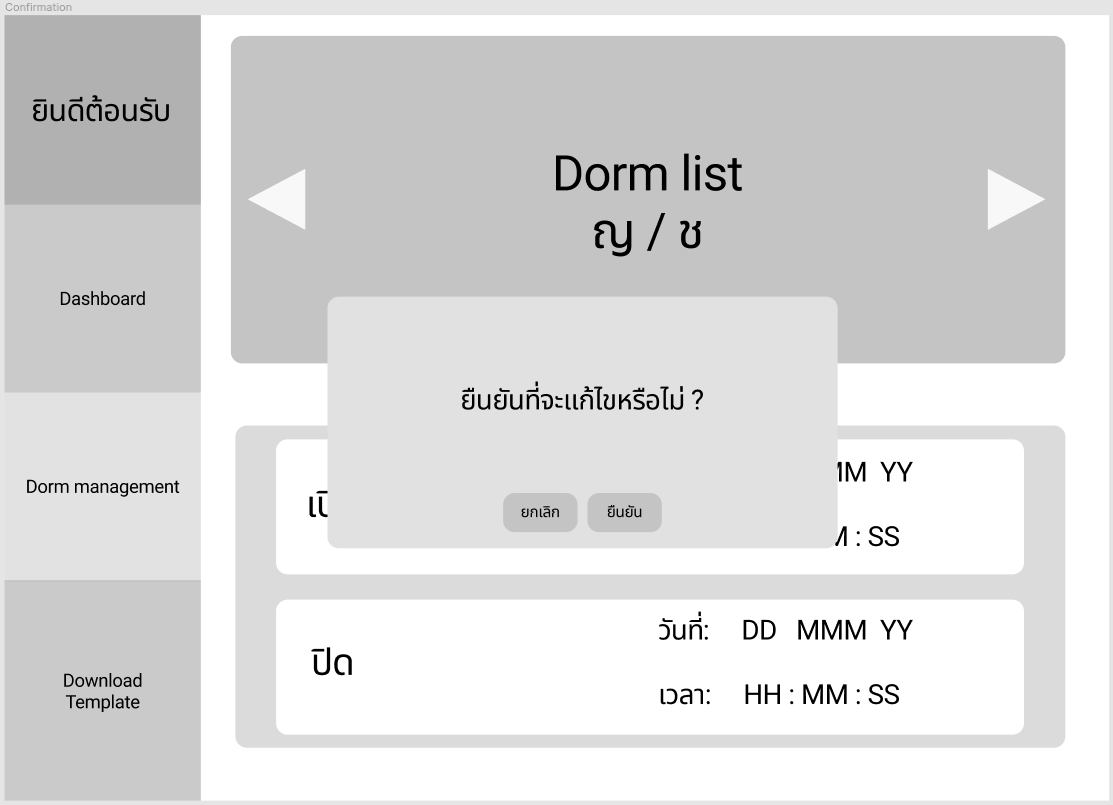 Confirmation
ยินดีต้อนรับ
Dashboard
Dorm management
Download
Template
Dorm list
ญ / ช
ยืนยันที่จะแก้ไขหรือไม่ ?
ยกเลิก ยืนยัน
YY
: SS
ปิด
วันที่: DD MMM YY
เวลา: HH : MM : SS